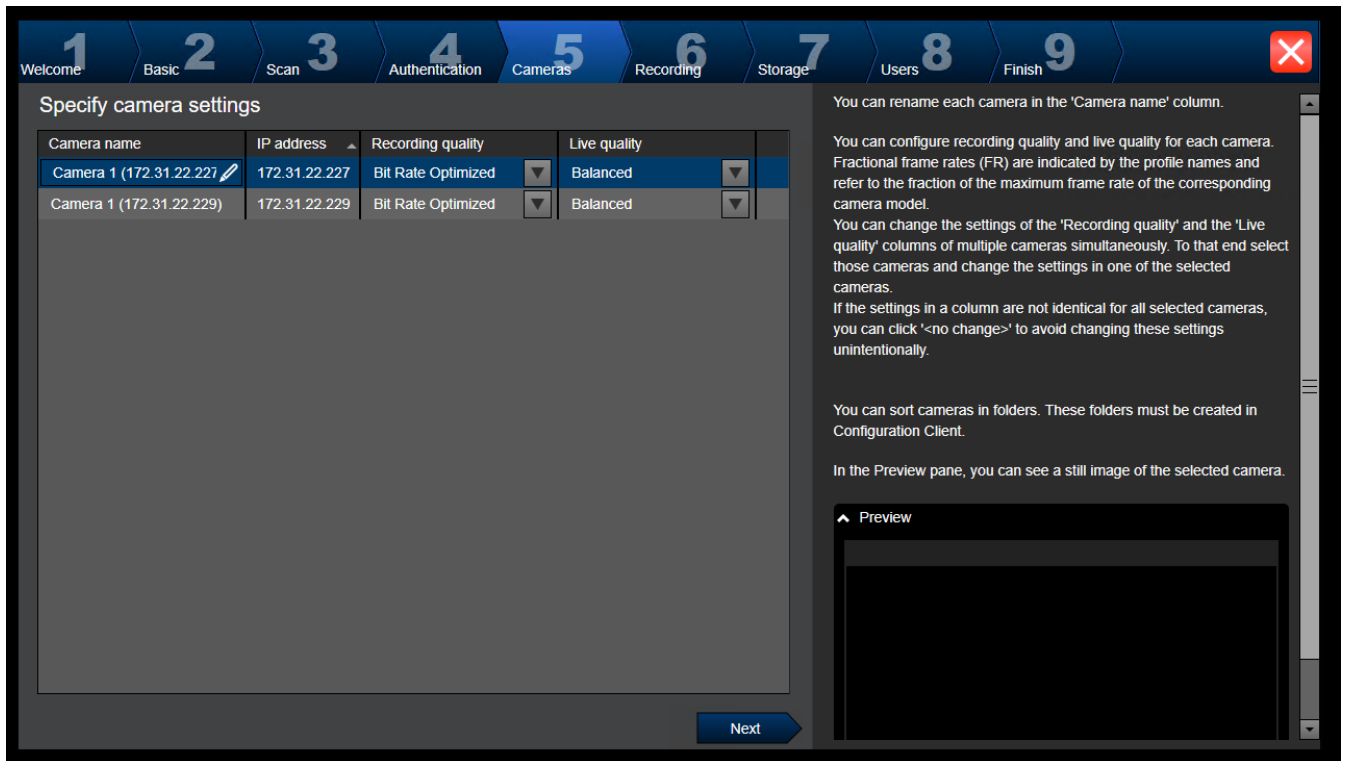 1 Welcome
2 Basic
3 Scan
4 Authentication
5 Cameras
6 Recording
7 Storage
8 Users
9 Finish
Specify camera settings
Camera name IP address Recording quality Live quality
Camera 1 (172.31.22.227 172.31.22.227 Bit Rate Optimized Balanced
Camera 1 (172.31.22.229) 172.31.22.229 Bit Rate Optimized Balanced
Next
You can rename each camera in the 'Camera name' column.
You can configure recording quality and live quality for each camera.
Fractional frame rates (FR) are indicated by the profile names and
refer to the fraction of the maximum frame rate of the corresponding
camera model.
You can change the settings of the 'Recording quality' and the 'Live
quality' columns of multiple cameras simultaneously. To that end select
those cameras and change the settings in one of the selected
cameras.
If the settings in a column are not identical for all selected cameras,
you can click '<no change>' to avoid changing these settings
unintentionally.
You can sort cameras in folders. These folders must be created in
Configuration Client.
In the Preview pane, you can see a still image of the selected camera.
Preview